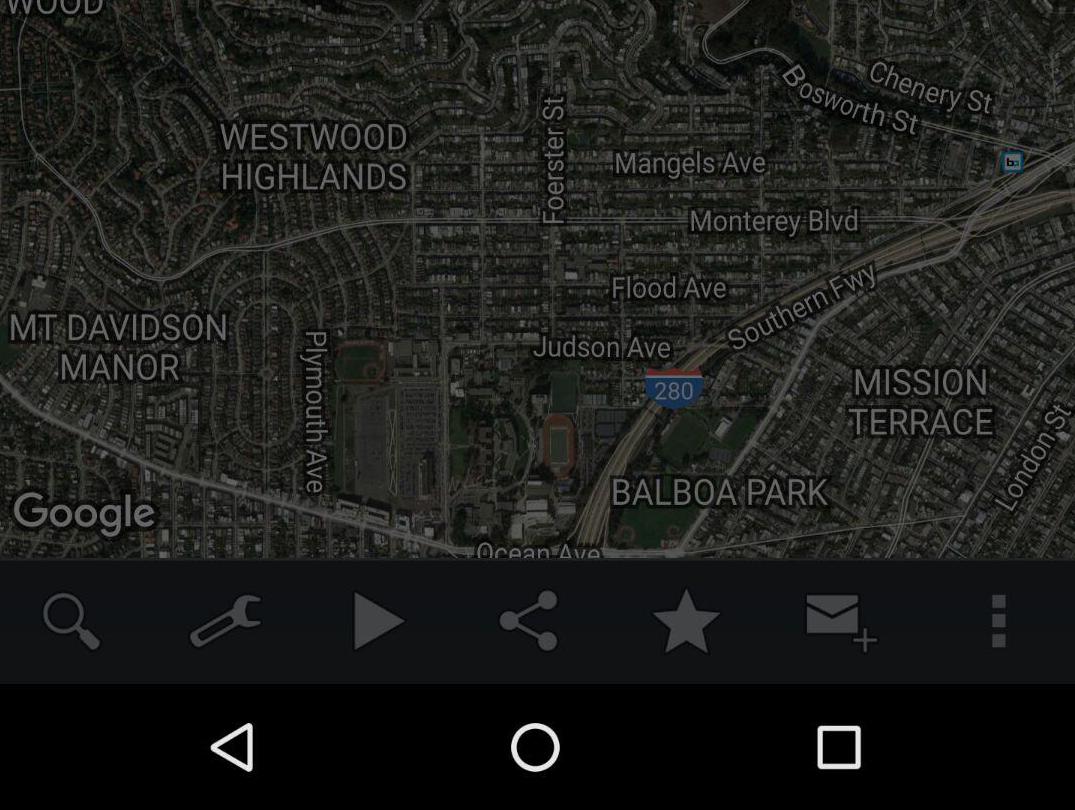 WOOD
Chenery St
Bosworth St
WESTWOOD
HIGHLANDS
Foerster St
Mangels Ave
Monterey Blvd
Flood Ave
Southern Fwy
MT DAVIDSON
MANOR
Plymouth Ave
Judson Ave
280
MISSION
TERRACE
London St
BALBOA PARK
Google
Ocean Ave